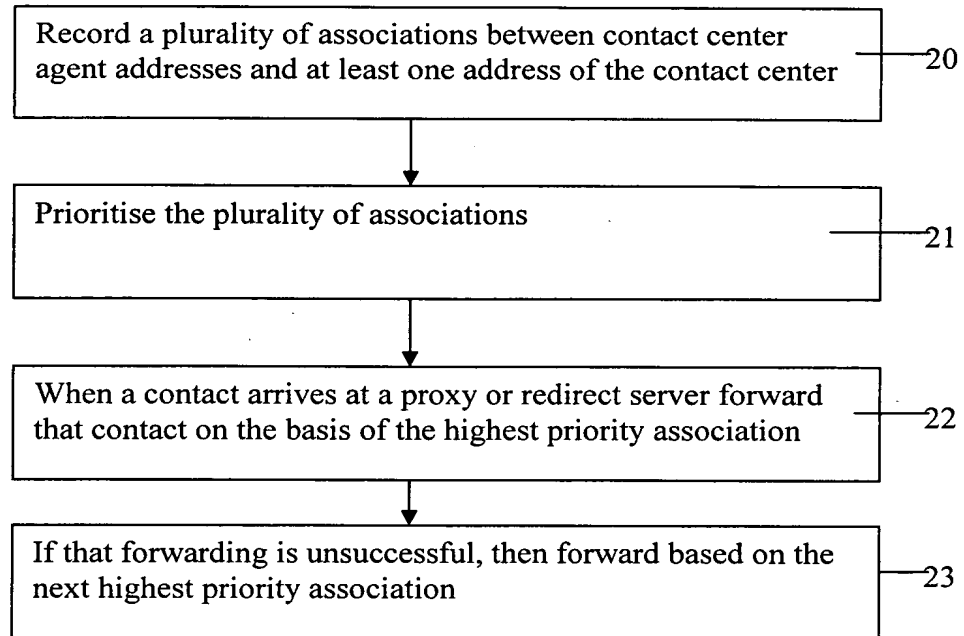 Record a plurality of associations between contact center
agent addresses and at least one address of the contact center
20
Prioritise the plurality of associations
21
When a contact arrives at a proxy or redirect server forward
that contact on the basis of the highest priority association
22
If that forwarding is unsuccessful, then forward based on the
next highest priority association
23